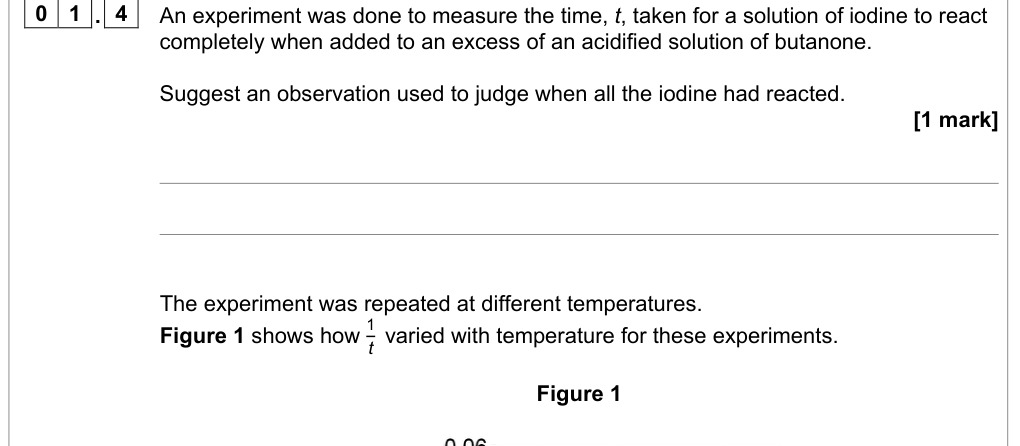 0 1 . 4 An experiment was done to measure the time, t, taken for a solution of iodine to react
completely when added to an excess of an acidified solution of butanone.
Suggest an observation used to judge when all the iodine had reacted.
[1 mark]
The experiment was repeated at different temperatures.
Figure 1 shows how 1/t varied with temperature for these experiments.
Figure 1
0.06